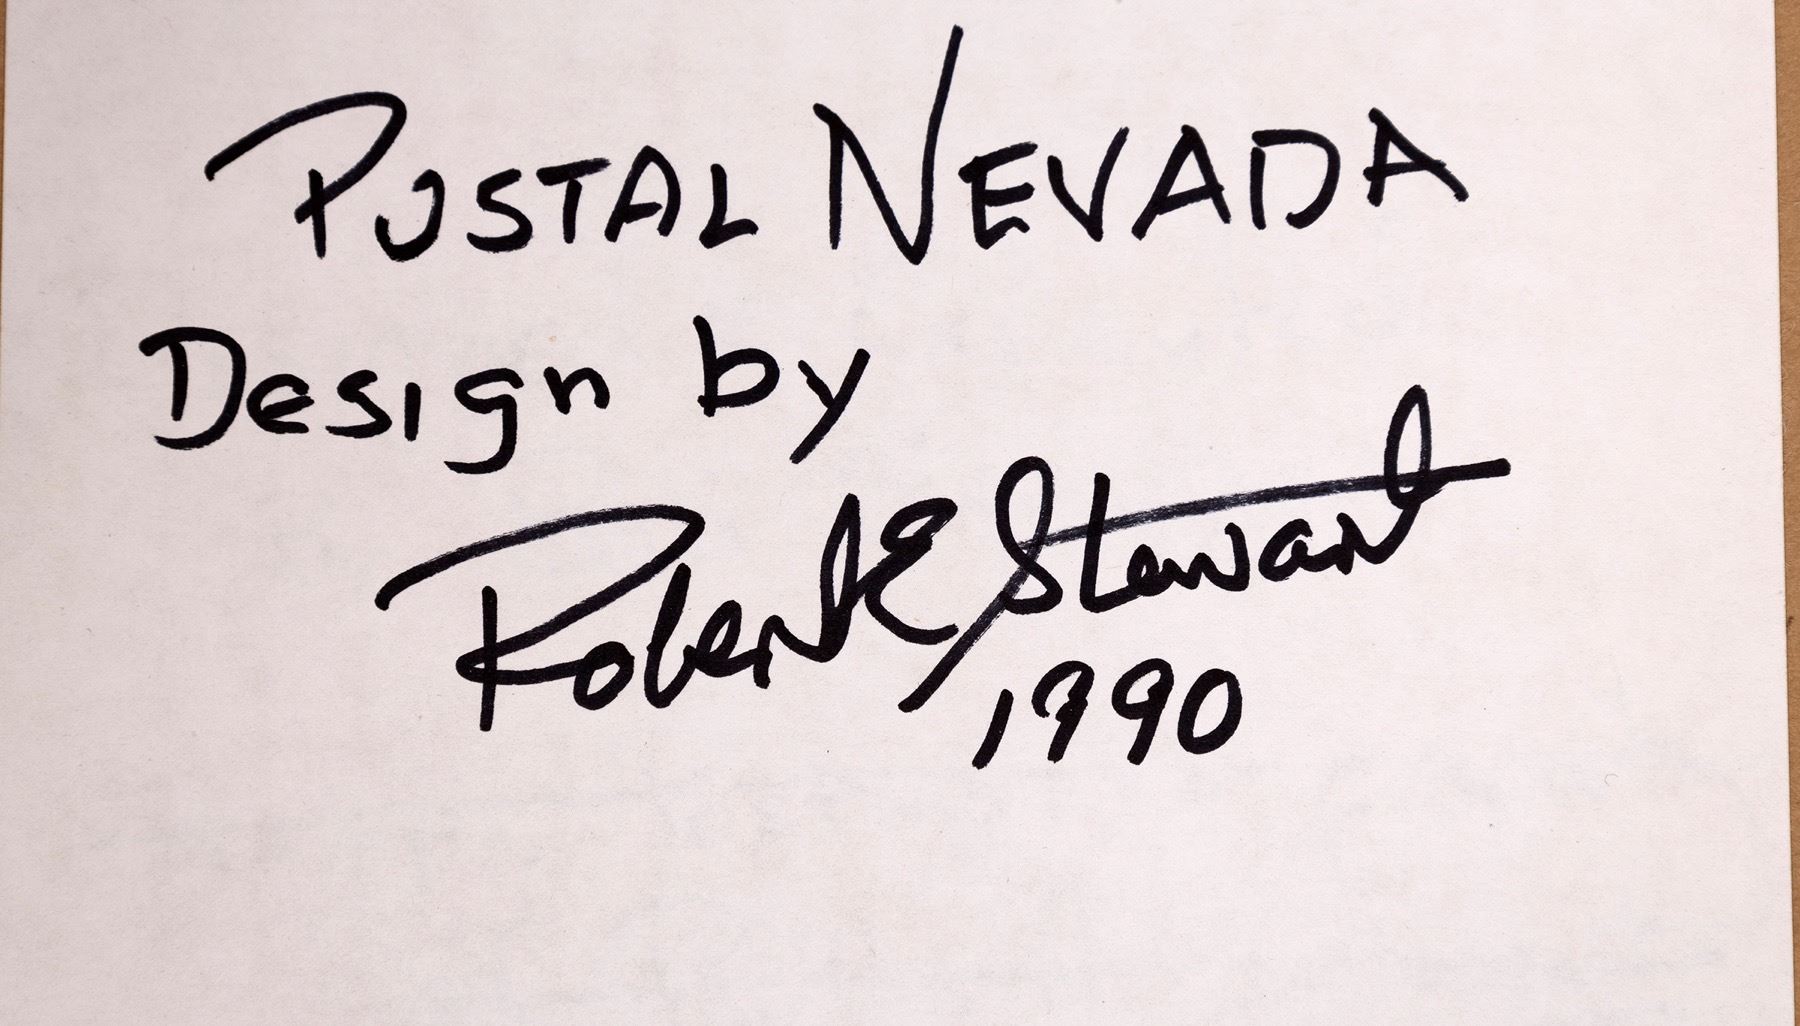 POSTAL NEVADA
Design by
Robert E Stewart
1990